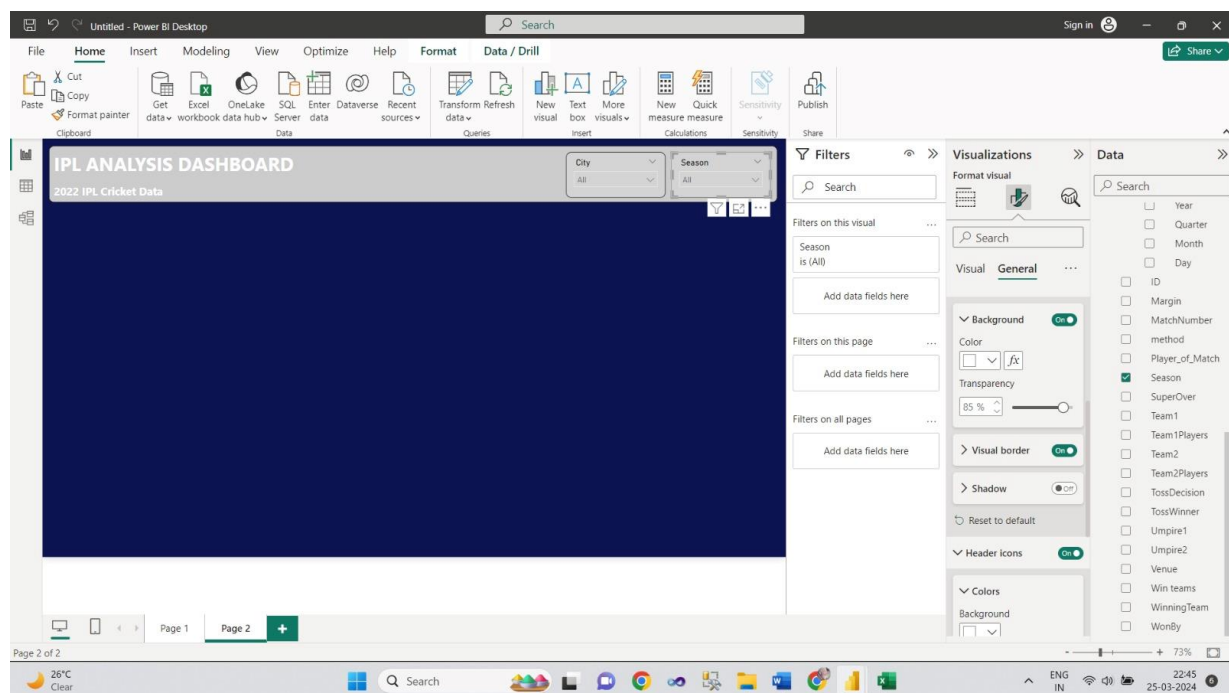 Untitled - Power BI Desktop
Search
Sign in
File Home Insert Modeling View Optimize Help Format Data / Drill
Share
Paste
Cut
Copy
Format painter
Get data
Excel workbook
OneLake data hub
SQL Server
Enter data
Dataverse
Recent sources
Transform data
Refresh
New visual
Text box
More visuals
New measure
Quick measure
Sensitivity
Publish
Clipboard Data Queries Insert Calculations Sensitivity Share
IPL ANALYSIS DASHBOARD
2022 IPL Cricket Data
City
All
Season
All
Filters
Search
Filters on this visual ...
Season
is (All)
Add data fields here
Filters on this page ...
Add data fields here
Filters on all pages ...
Add data fields here
Visualizations
Format visual
Search
Visual General ...
Background On
Color
fx
Transparency
85 %
Visual border On
Shadow Off
Reset to default
Header icons On
Colors
Background
Data
Search
Year
Quarter
Month
Day
ID
Margin
MatchNumber
method
Player_of_Match
Season
SuperOver
Team1
Team1Players
Team2
Team2Players
TossDecision
TossWinner
Umpire1
Umpire2
Venue
Win teams
WinningTeam
WonBy
Page 1 Page 2 +
Page 2 of 2
- + 73%
26°C
Clear
Search
ENG
IN
22:45
25-03-2024
6